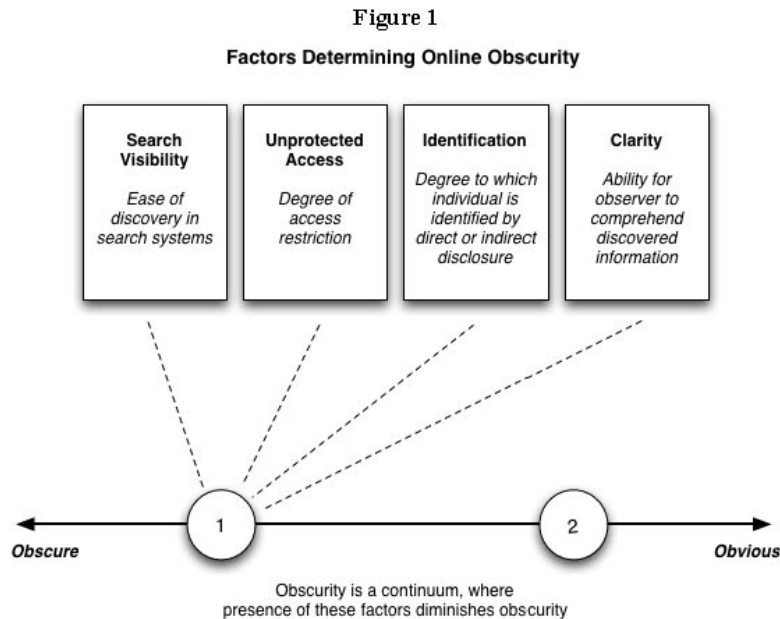 Figure 1
Factors Determining Online Obscurity
Search
Visibility
Ease of
discovery in
search systems
Unprotected
Access
Degree of
access
restriction
Identification
Degree to which
individual is
identified by
direct or indirect
disclosure
Clarity
Ability for
observer to
comprehend
discovered
information
1
2
Obscure
Obvious
Obscurity is a continuum, where
presence of these factors diminishes obscurity